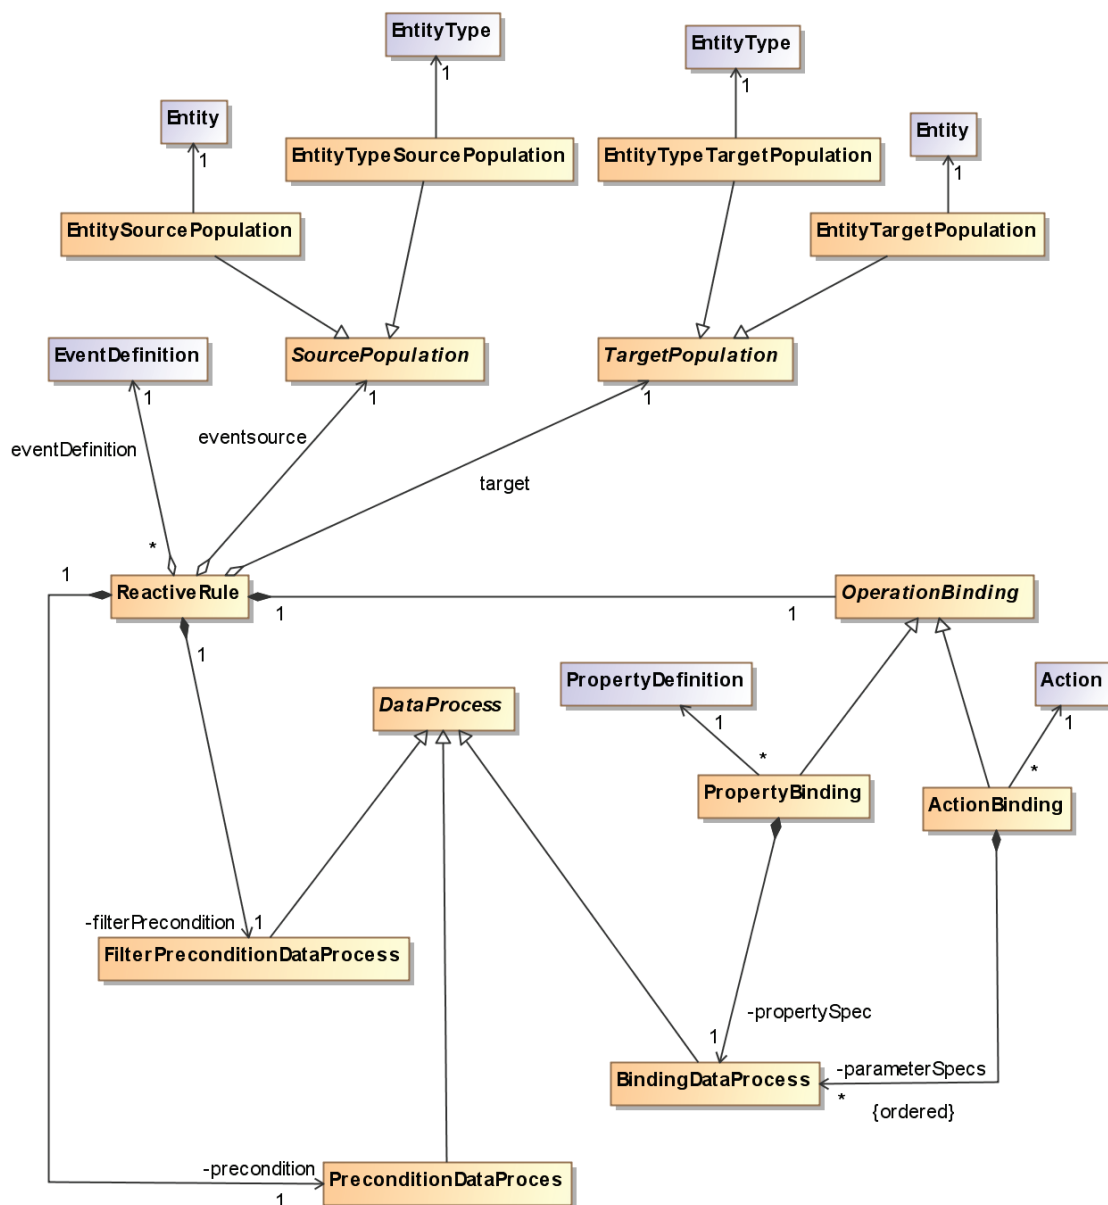 EntityType
EntityType
1
1
Entity
Entity
1
1
EntityTypeSourcePopulation
EntityTypeTargetPopulation
EntitySourcePopulation
EntityTargetPopulation
EventDefinition
SourcePopulation
TargetPopulation
1
1
1
eventDefinition
eventsource
target
*
1
ReactiveRule
OperationBinding
1
1
1
PropertyDefinition
Action
DataProcess
1
1
*
*
PropertyBinding
ActionBinding
-filterPrecondition
1
FilterPreconditionDataProcess
-propertySpec
1
BindingDataProcess
-parameterSpecs
*
{ordered}
-precondition
PreconditionDataProces
1